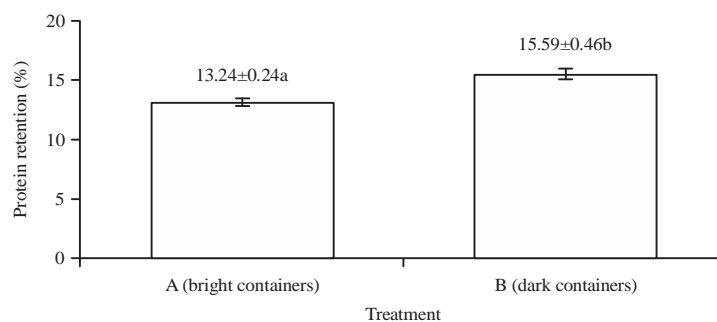 20
15.59±0.46b
13.24±0.24a
15
10
5
0
Protein retention (%)
A (bright containers)
B (dark containers)
Treatment